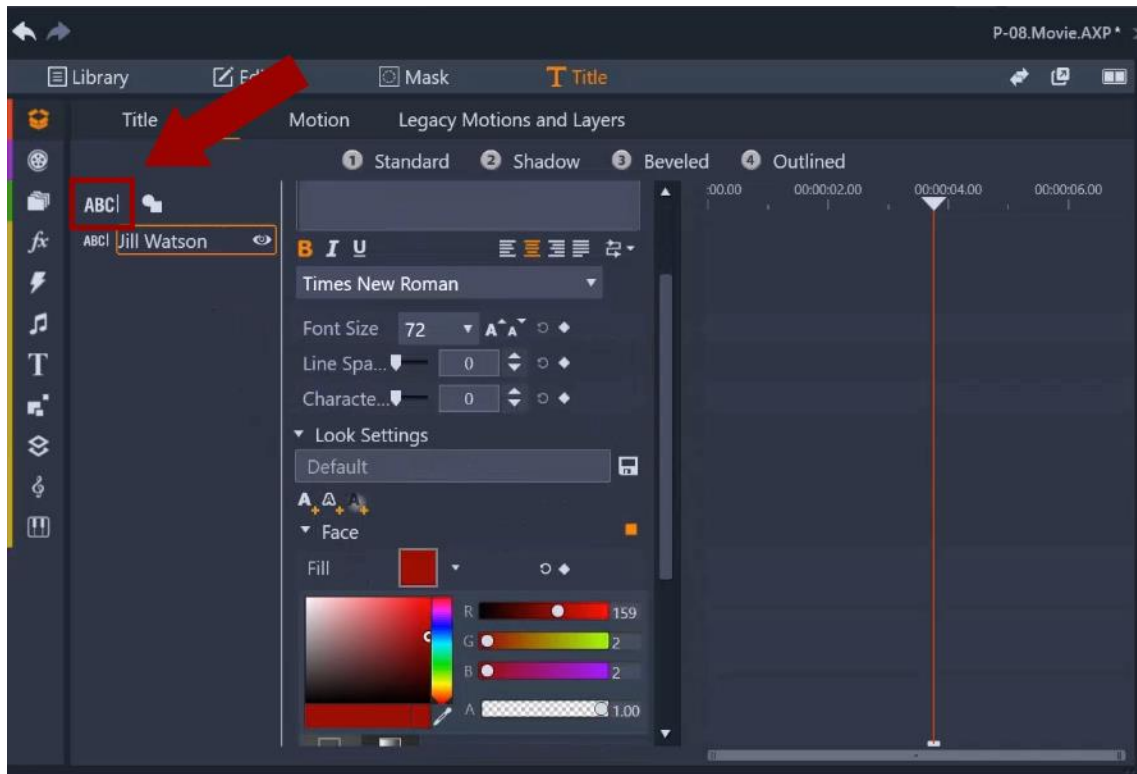 P-08.Movie.AXP*
Library Mask Title
Title Motion Legacy Motions and Layers
1 Standard 2 Shadow 3 Beveled 4 Outlined
:00.00 00:00:02.00 00:00:04.00 00:00:06.00
ABC
ABC Jill Watson
B I U
Times New Roman
Font Size 72
Line Spa... 0
Characte... 0
Look Settings
Default
Face
Fill
R 159
G 2
B 2
A 1.00
fx
T